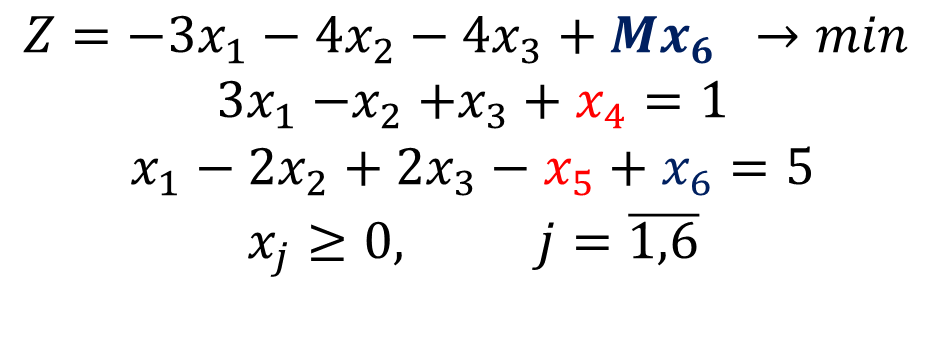 Z = −3x₁ − 4x₂ − 4x₃ + Mx₆ → min
3x₁ −x₂ +x₃ + x₄ = 1
x₁ − 2x₂ + 2x₃ − x₅ + x₆ = 5
xⱼ ≥ 0, j = 1,6̅